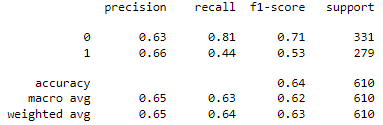 precision recall f1-score support
0 0.63 0.81 0.71 331
1 0.66 0.44 0.53 279
accuracy 0.64 610
macro avg 0.65 0.63 0.62 610
weighted avg 0.65 0.64 0.63 610